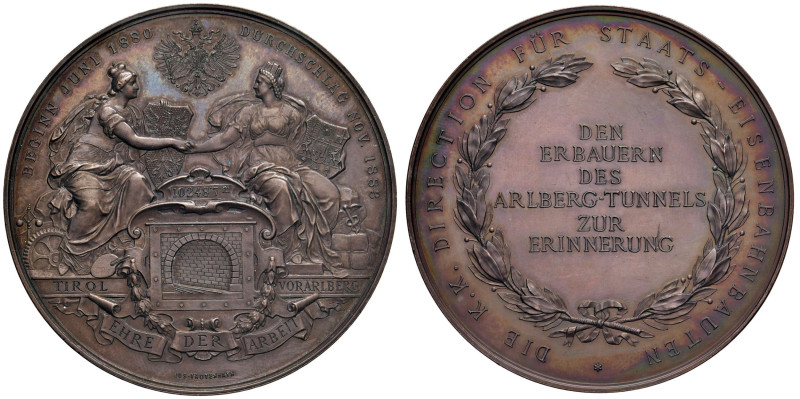 BEGINN JUNI 1880 DURCHSCHLAG NOV. 1883
TIROL
VORARLBERG
EHRE DER ARBEIT
DIE K. K. DIRECTION FÜR STAATS-EISENBAHNBAUTEN
DEN
ERBAUERN
DES
ARLBERG-TUNNELS
ZUR
ERINNERUNG